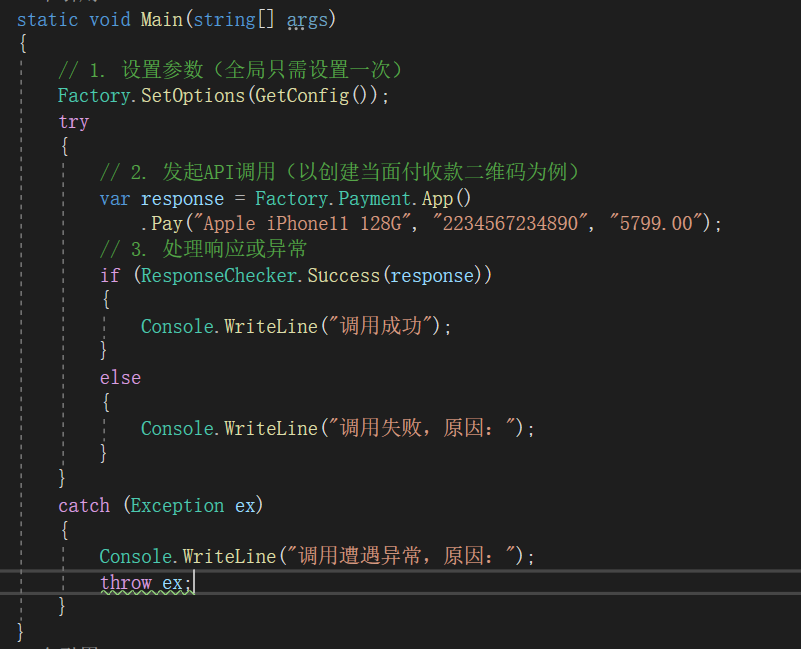 static void Main(string[] args)
{
// 1. 设置参数（全局只需设置一次）
Factory.SetOptions(GetConfig());
try
{
// 2. 发起API调用（以创建当面付收款二维码为例）
var response = Factory.Payment.App()
.Pay("Apple iPhone11 128G", "2234567234890", "5799.00");
// 3. 处理响应或异常
if (ResponseChecker.Success(response))
{
Console.WriteLine("调用成功");
}
else
{
Console.WriteLine("调用失败，原因：");
}
}
catch (Exception ex)
{
Console.WriteLine("调用遭遇异常，原因：");
throw ex;
}
}